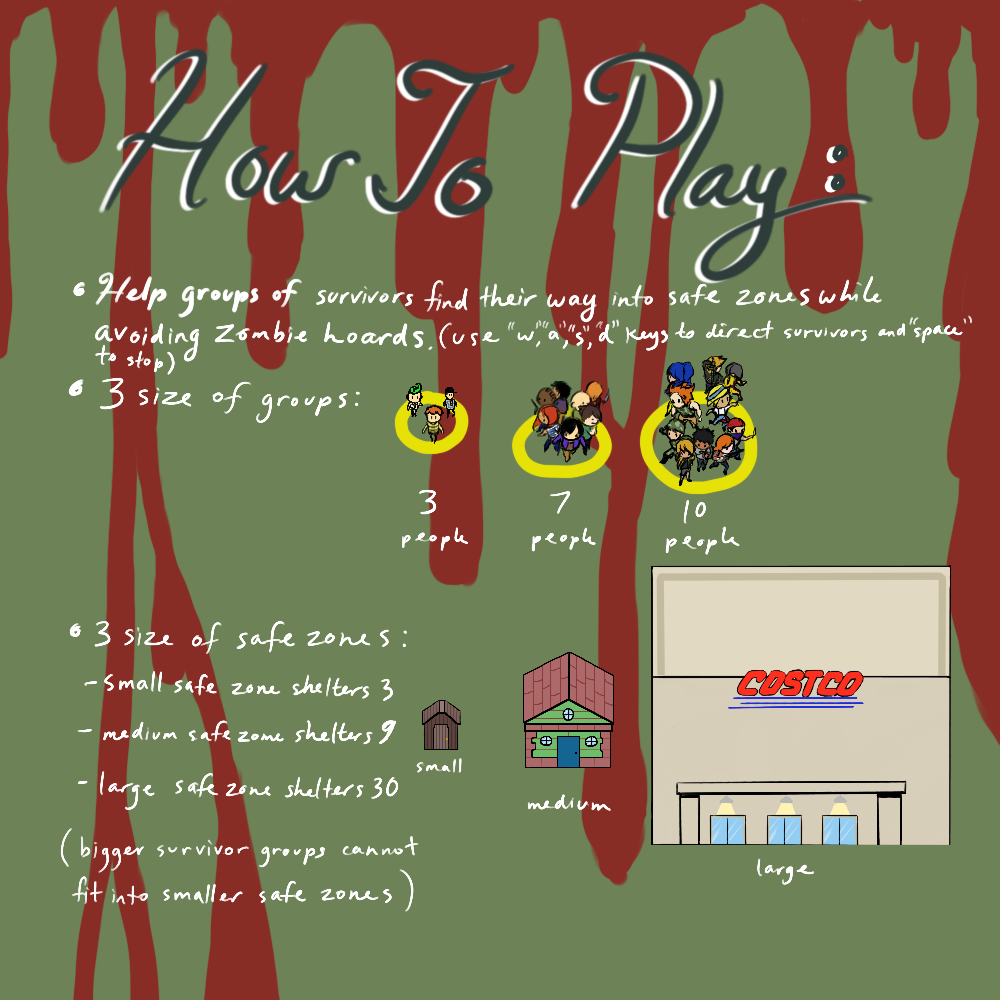 How To Play:
• Help groups of survivors find their way into safe zones while
avoiding zombie hoards. (use "w","a","s","d" keys to direct survivors and "space"
to stop)
• 3 size of groups:
3
people
7
people
10
people
• 3 size of safe zones:
- Small safe zone shelters 3
- medium safe zone shelters 9
- large safe zone shelters 30
(bigger survivor groups cannot
fit into smaller safe zones)
small
medium
COSTCO
large